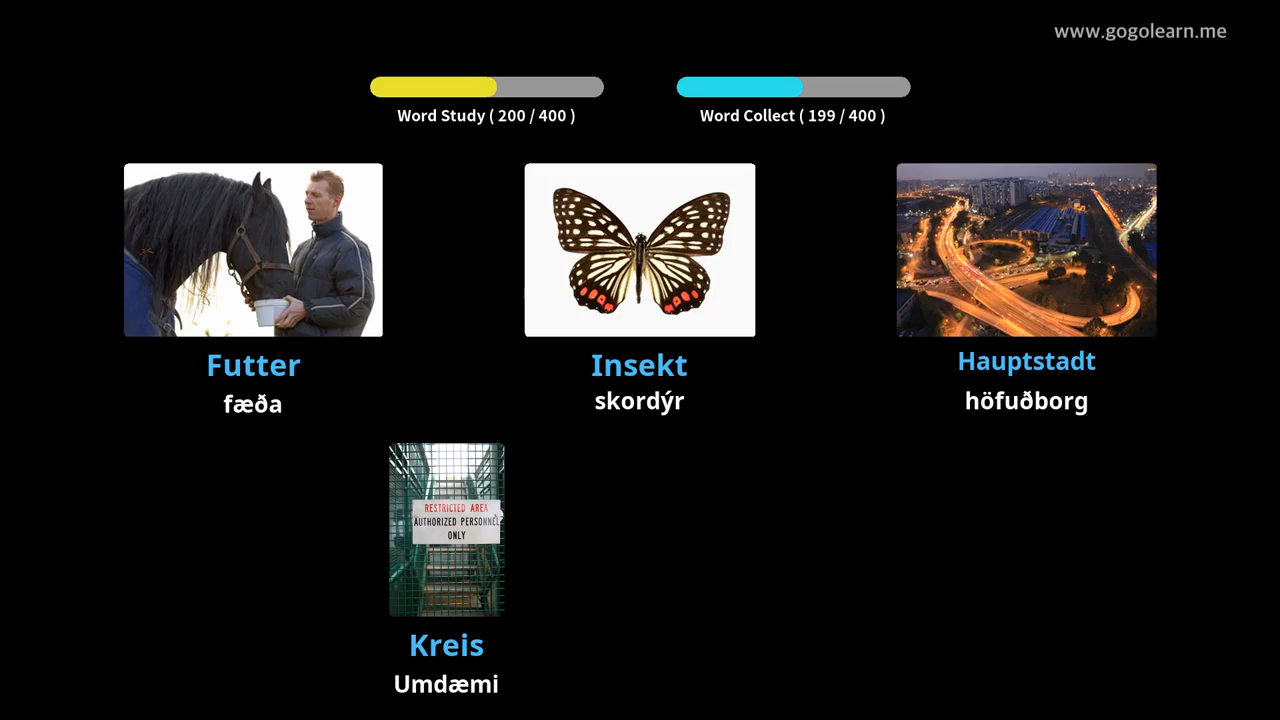 www.gogolearn.me
Word Study ( 200 / 400 )
Word Collect ( 199 / 400 )
Futter
fæða
Insekt
skordýr
Hauptstadt
höfuðborg
RESTRICTED AREA
AUTHORIZED PERSONNEL
ONLY
Kreis
Umdæmi